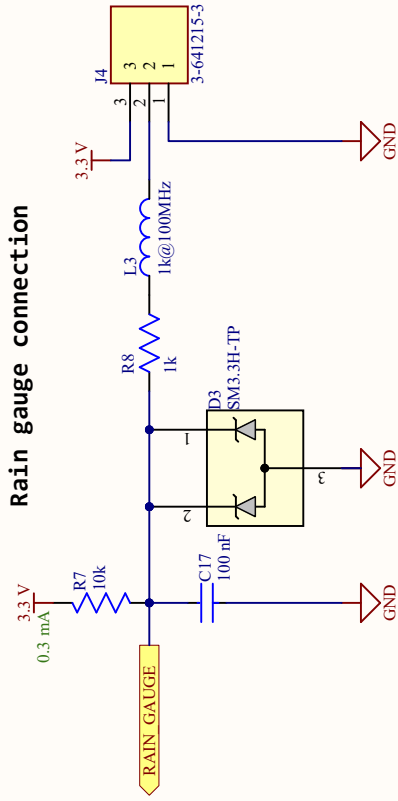 Rain gauge connection
RAIN_GAUGE
3.3 V
0.3 mA
R7
10k
C17
100 nF
GND
2
1
D3
SM3.3H-TP
3
GND
R8
1k
L3
1k@100MHz
3.3 V
J4
3
2
1
3
2
1
3-641215-3
GND